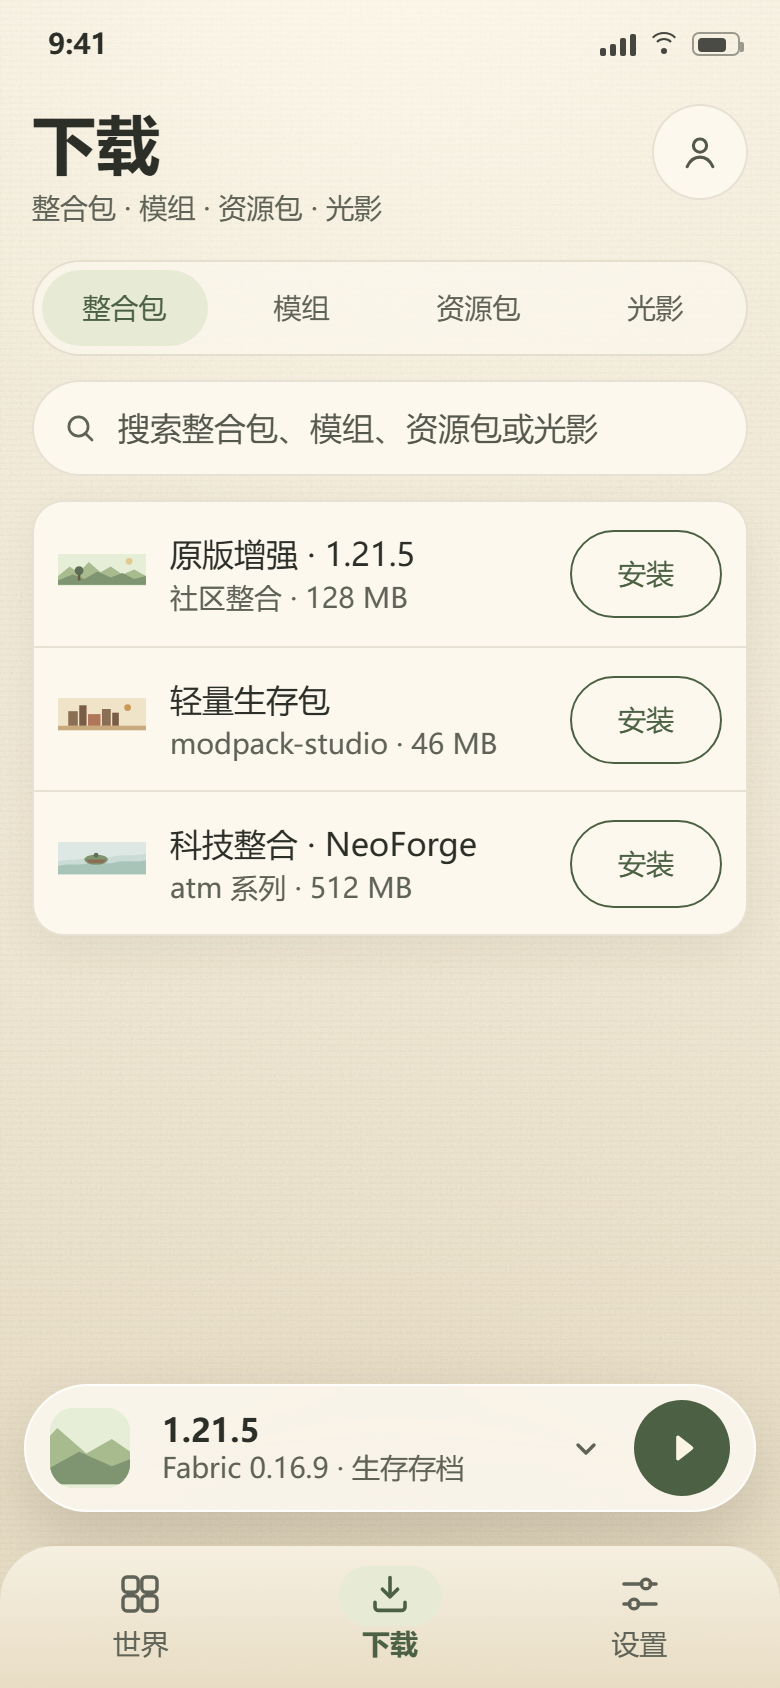 9:41
下载
整合包 · 模组 · 资源包 · 光影
整合包 模组 资源包 光影
搜索整合包、模组、资源包或光影
原版增强 · 1.21.5
社区整合 · 128 MB
安装
轻量生存包
modpack-studio · 46 MB
安装
科技整合 · NeoForge
atm 系列 · 512 MB
安装
1.21.5
Fabric 0.16.9 · 生存存档
世界 下载 设置